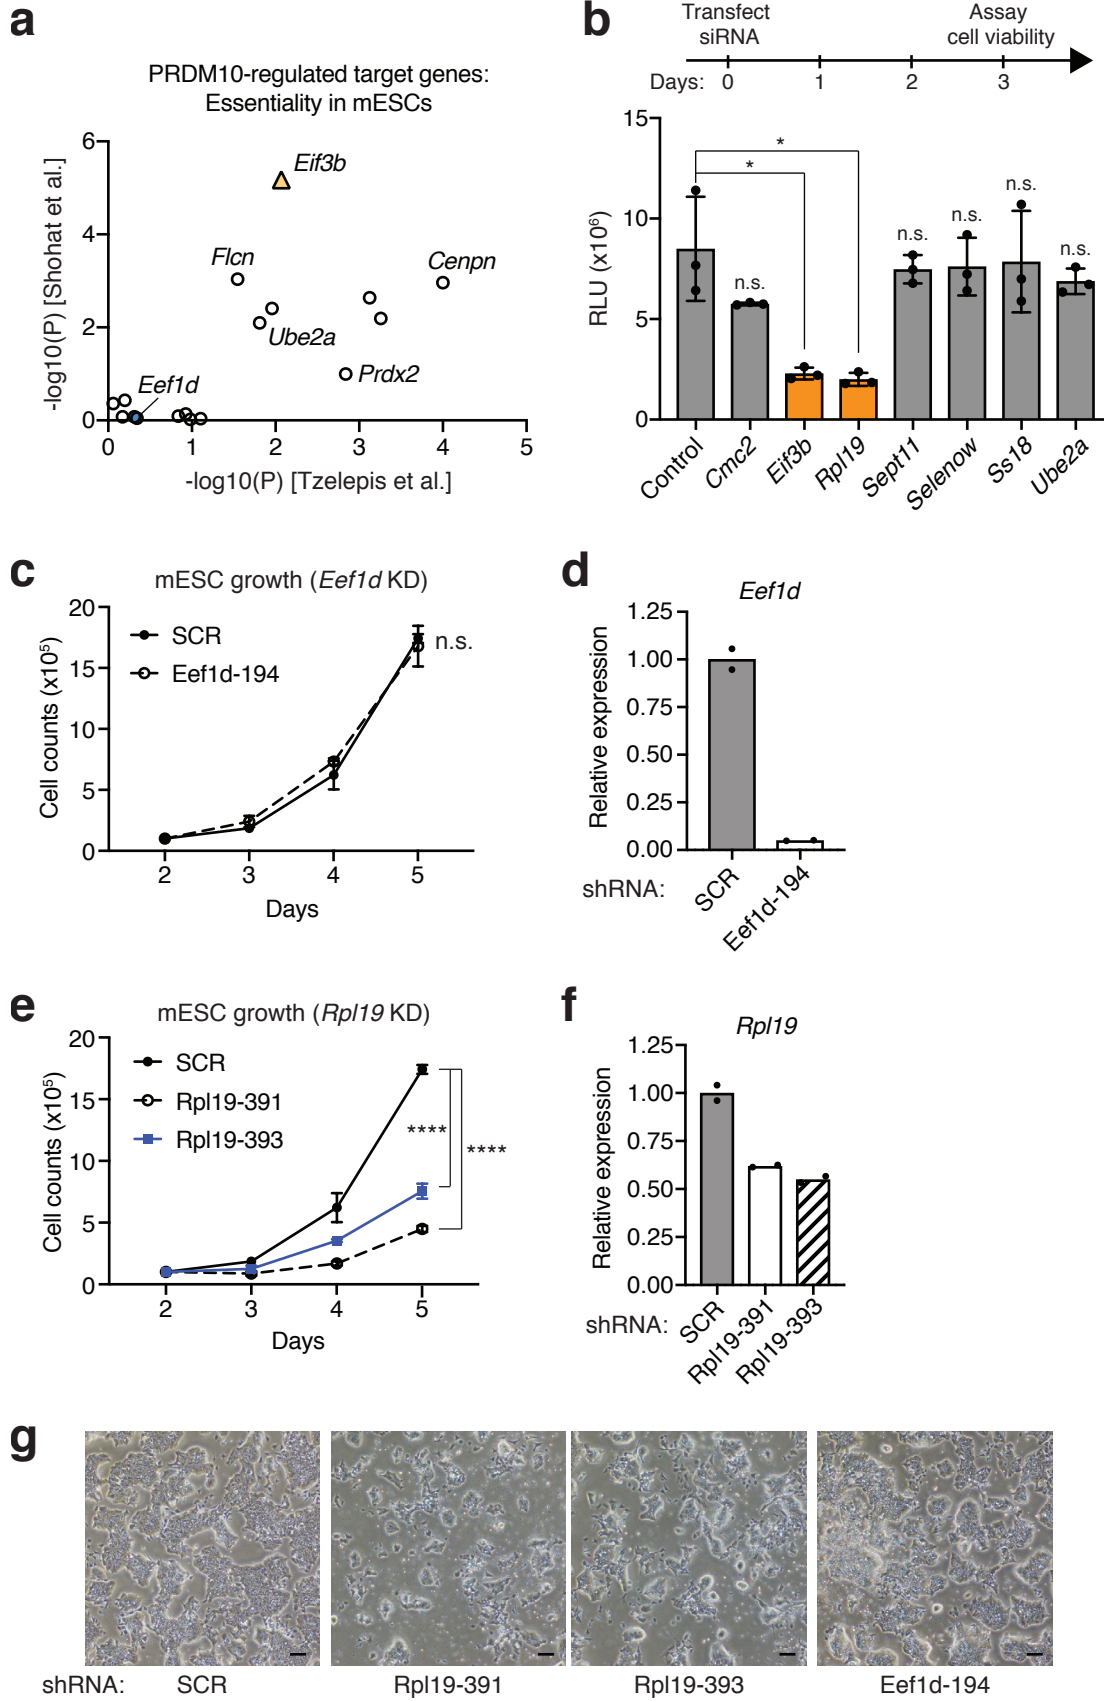 a
PRDM10-regulated target genes:
Essentiality in mESCs
-log10(P) [Shohat et al.]
6
4
2
0
Eif3b
Flcn
Cenpn
Ube2a
Prdx2
Eef1d
0 1 2 3 4 5
-log10(P) [Tzelepis et al.]
b
Transfect
siRNA
Assay
cell viability
Days: 0 1 2 3
RLU (x10⁶)
15
10
5
0
*
*
n.s.
n.s.
n.s.
n.s.
n.s.
Control
Cmc2
Eif3b
Rpl19
Sept11
Selenow
Ss18
Ube2a
c
mESC growth (Eef1d KD)
Cell counts (x10⁵)
20
15
10
5
0
SCR
Eef1d-194
n.s.
2 3 4 5
Days
d
Eef1d
Relative expression
1.25
1.00
0.75
0.50
0.25
0.00
shRNA:
SCR
Eef1d-194
e
mESC growth (Rpl19 KD)
Cell counts (x10⁵)
20
15
10
5
0
SCR
Rpl19-391
Rpl19-393
****
****
2 3 4 5
Days
f
Rpl19
Relative expression
1.25
1.00
0.75
0.50
0.25
0.00
shRNA:
SCR
Rpl19-391
Rpl19-393
g
shRNA: SCR Rpl19-391 Rpl19-393 Eef1d-194